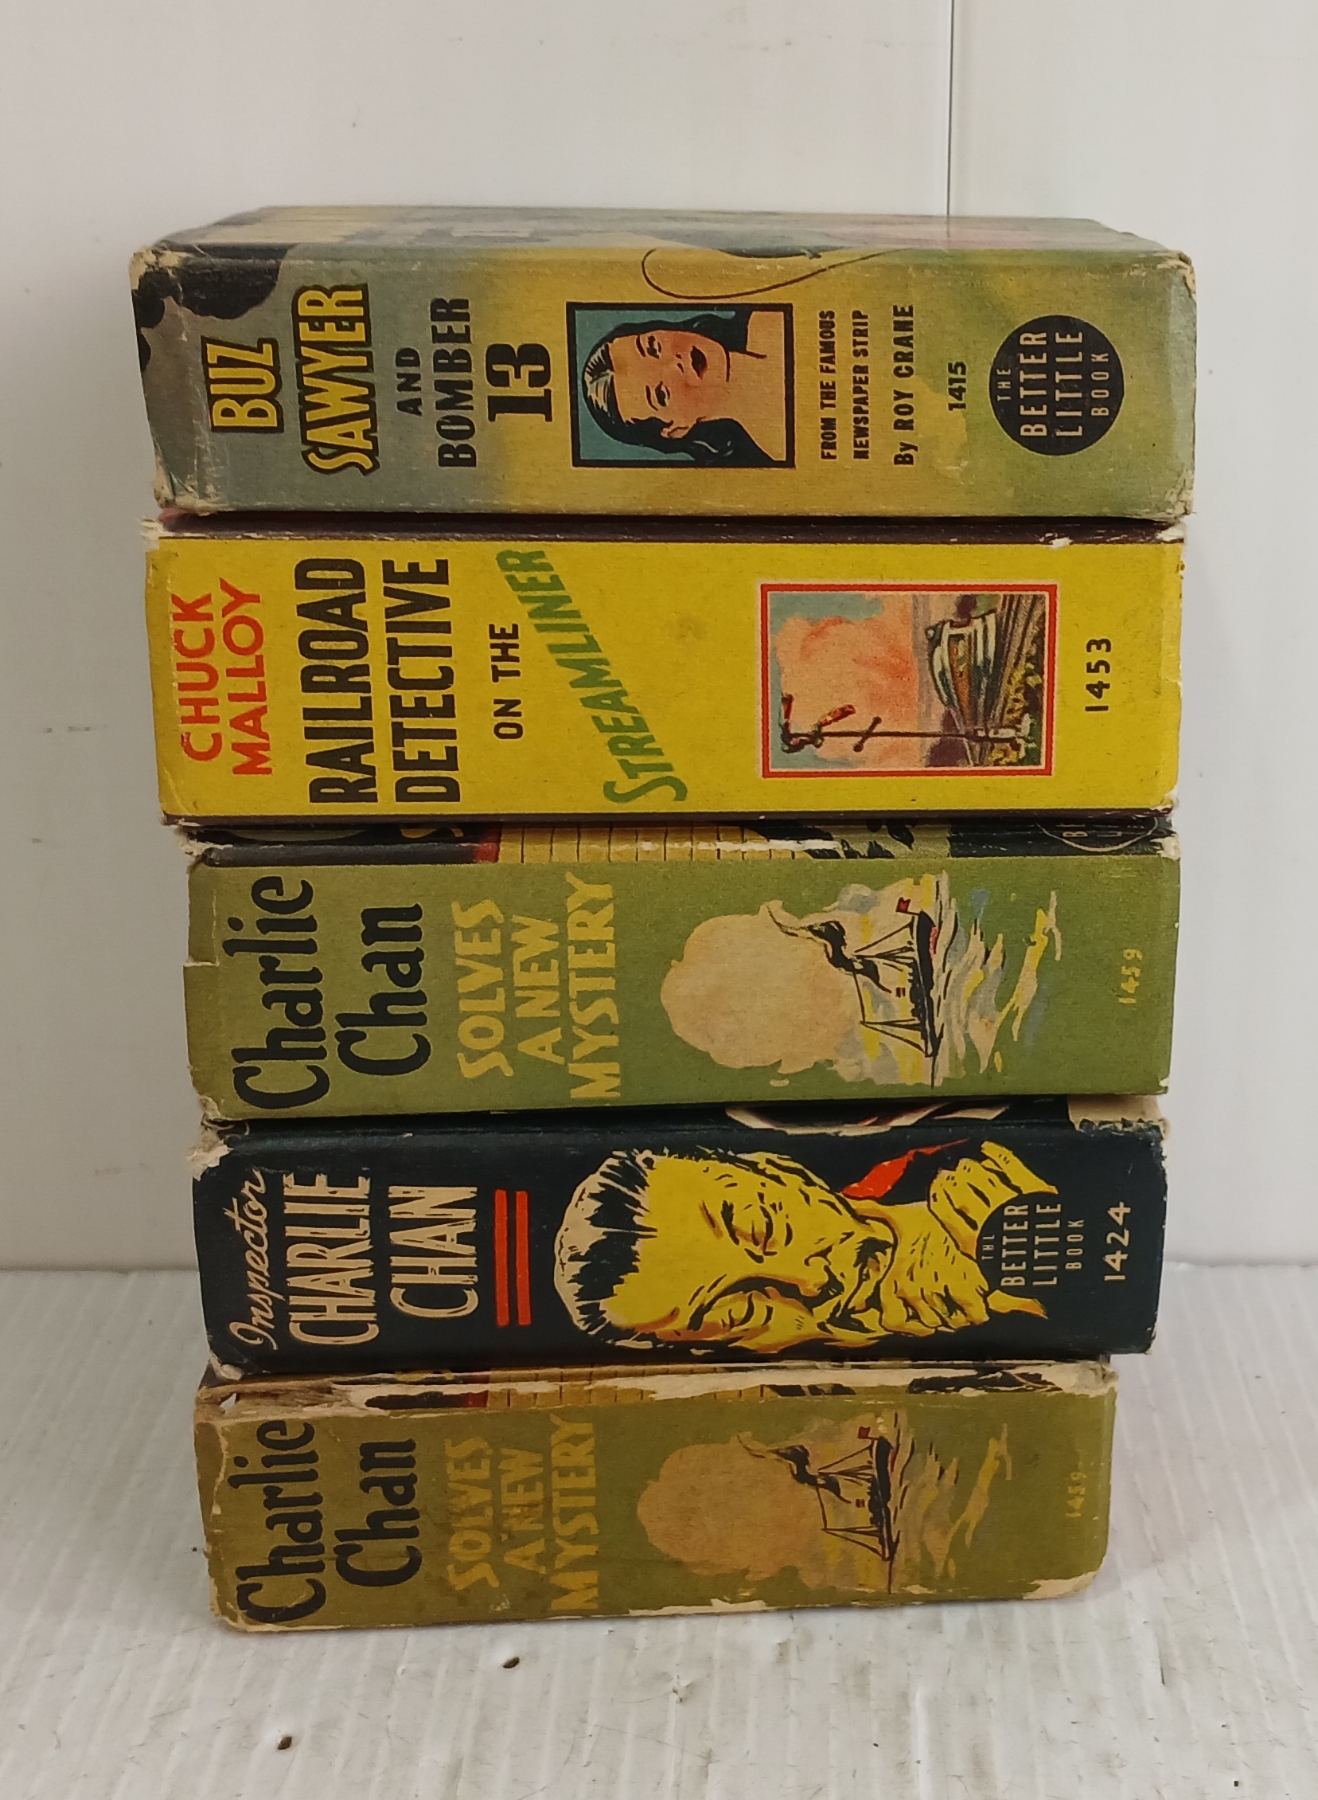 BUZ
SAWYER
AND
BOMBER
13
FROM THE FAMOUS
NEWSPAPER STRIP
By ROY CRANE
1415
THE
BETTER
LITTLE
BOOK
CHUCK
MALLOY
RAILROAD
DETECTIVE
ON THE
STREAMLINER
1453
Charlie
Chan
SOLVES
A NEW
MYSTERY
1459
Inspector
CHARLIE
CHAN
THE
BETTER
LITTLE
BOOK
1424
Charlie
Chan
SOLVES
A NEW
MYSTERY
1459